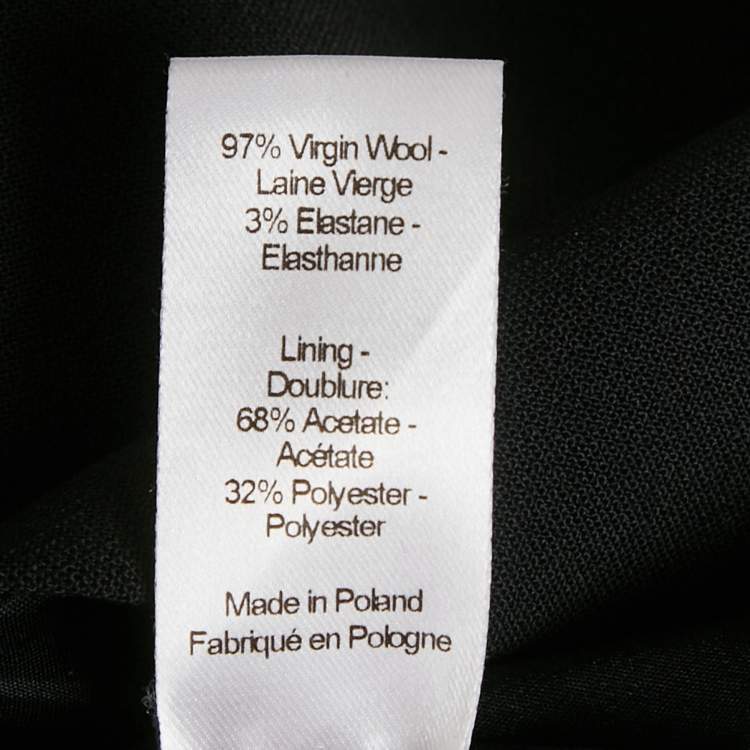 97% Virgin Wool -
Laine Vierge
3% Elastane -
Elasthanne
Lining -
Doublure:
68% Acetate -
Acétate
32% Polyester -
Polyester
Made in Poland
Fabriqué en Pologne